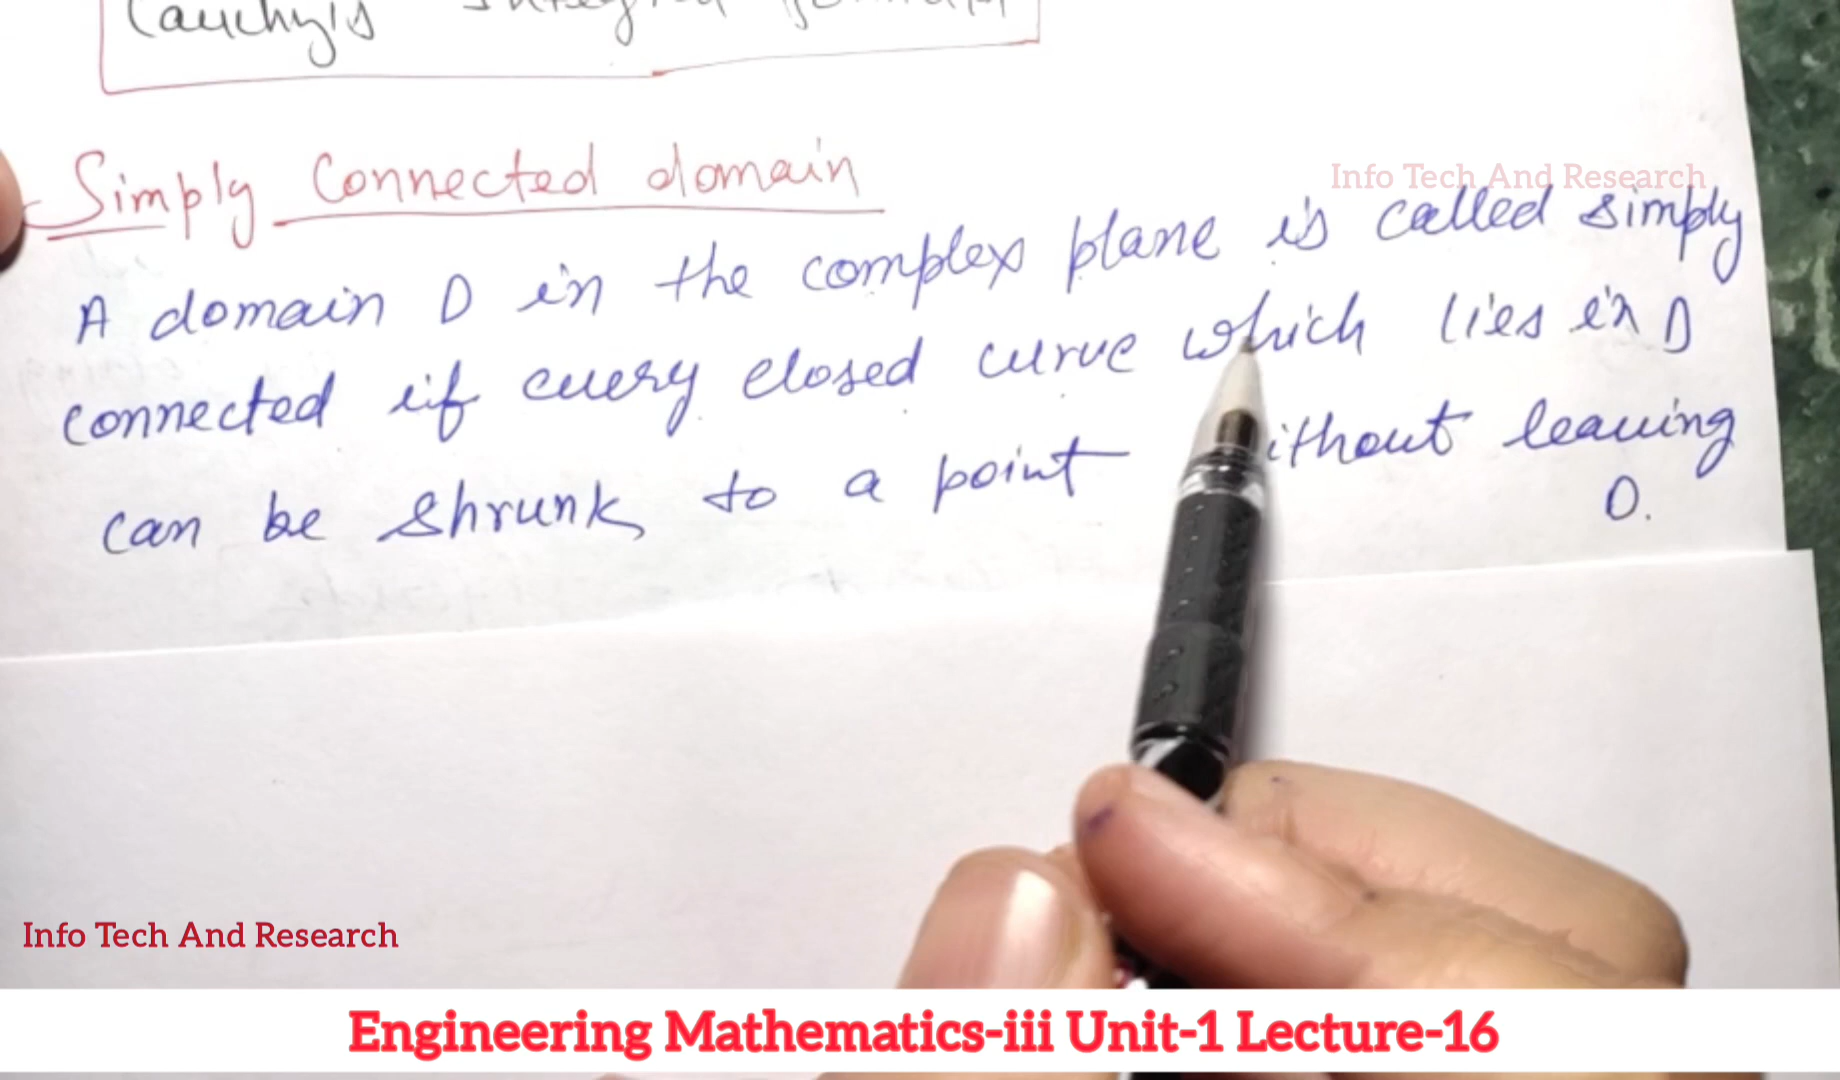 Cauchy's Integral formula
Simply Connected domain
Info Tech And Research
A domain D in the complex plane is called simply
connected if every closed curve which lies in D
can be shrunk to a point without leaving
D.
Info Tech And Research
Engineering Mathematics-iii Unit-1 Lecture-16